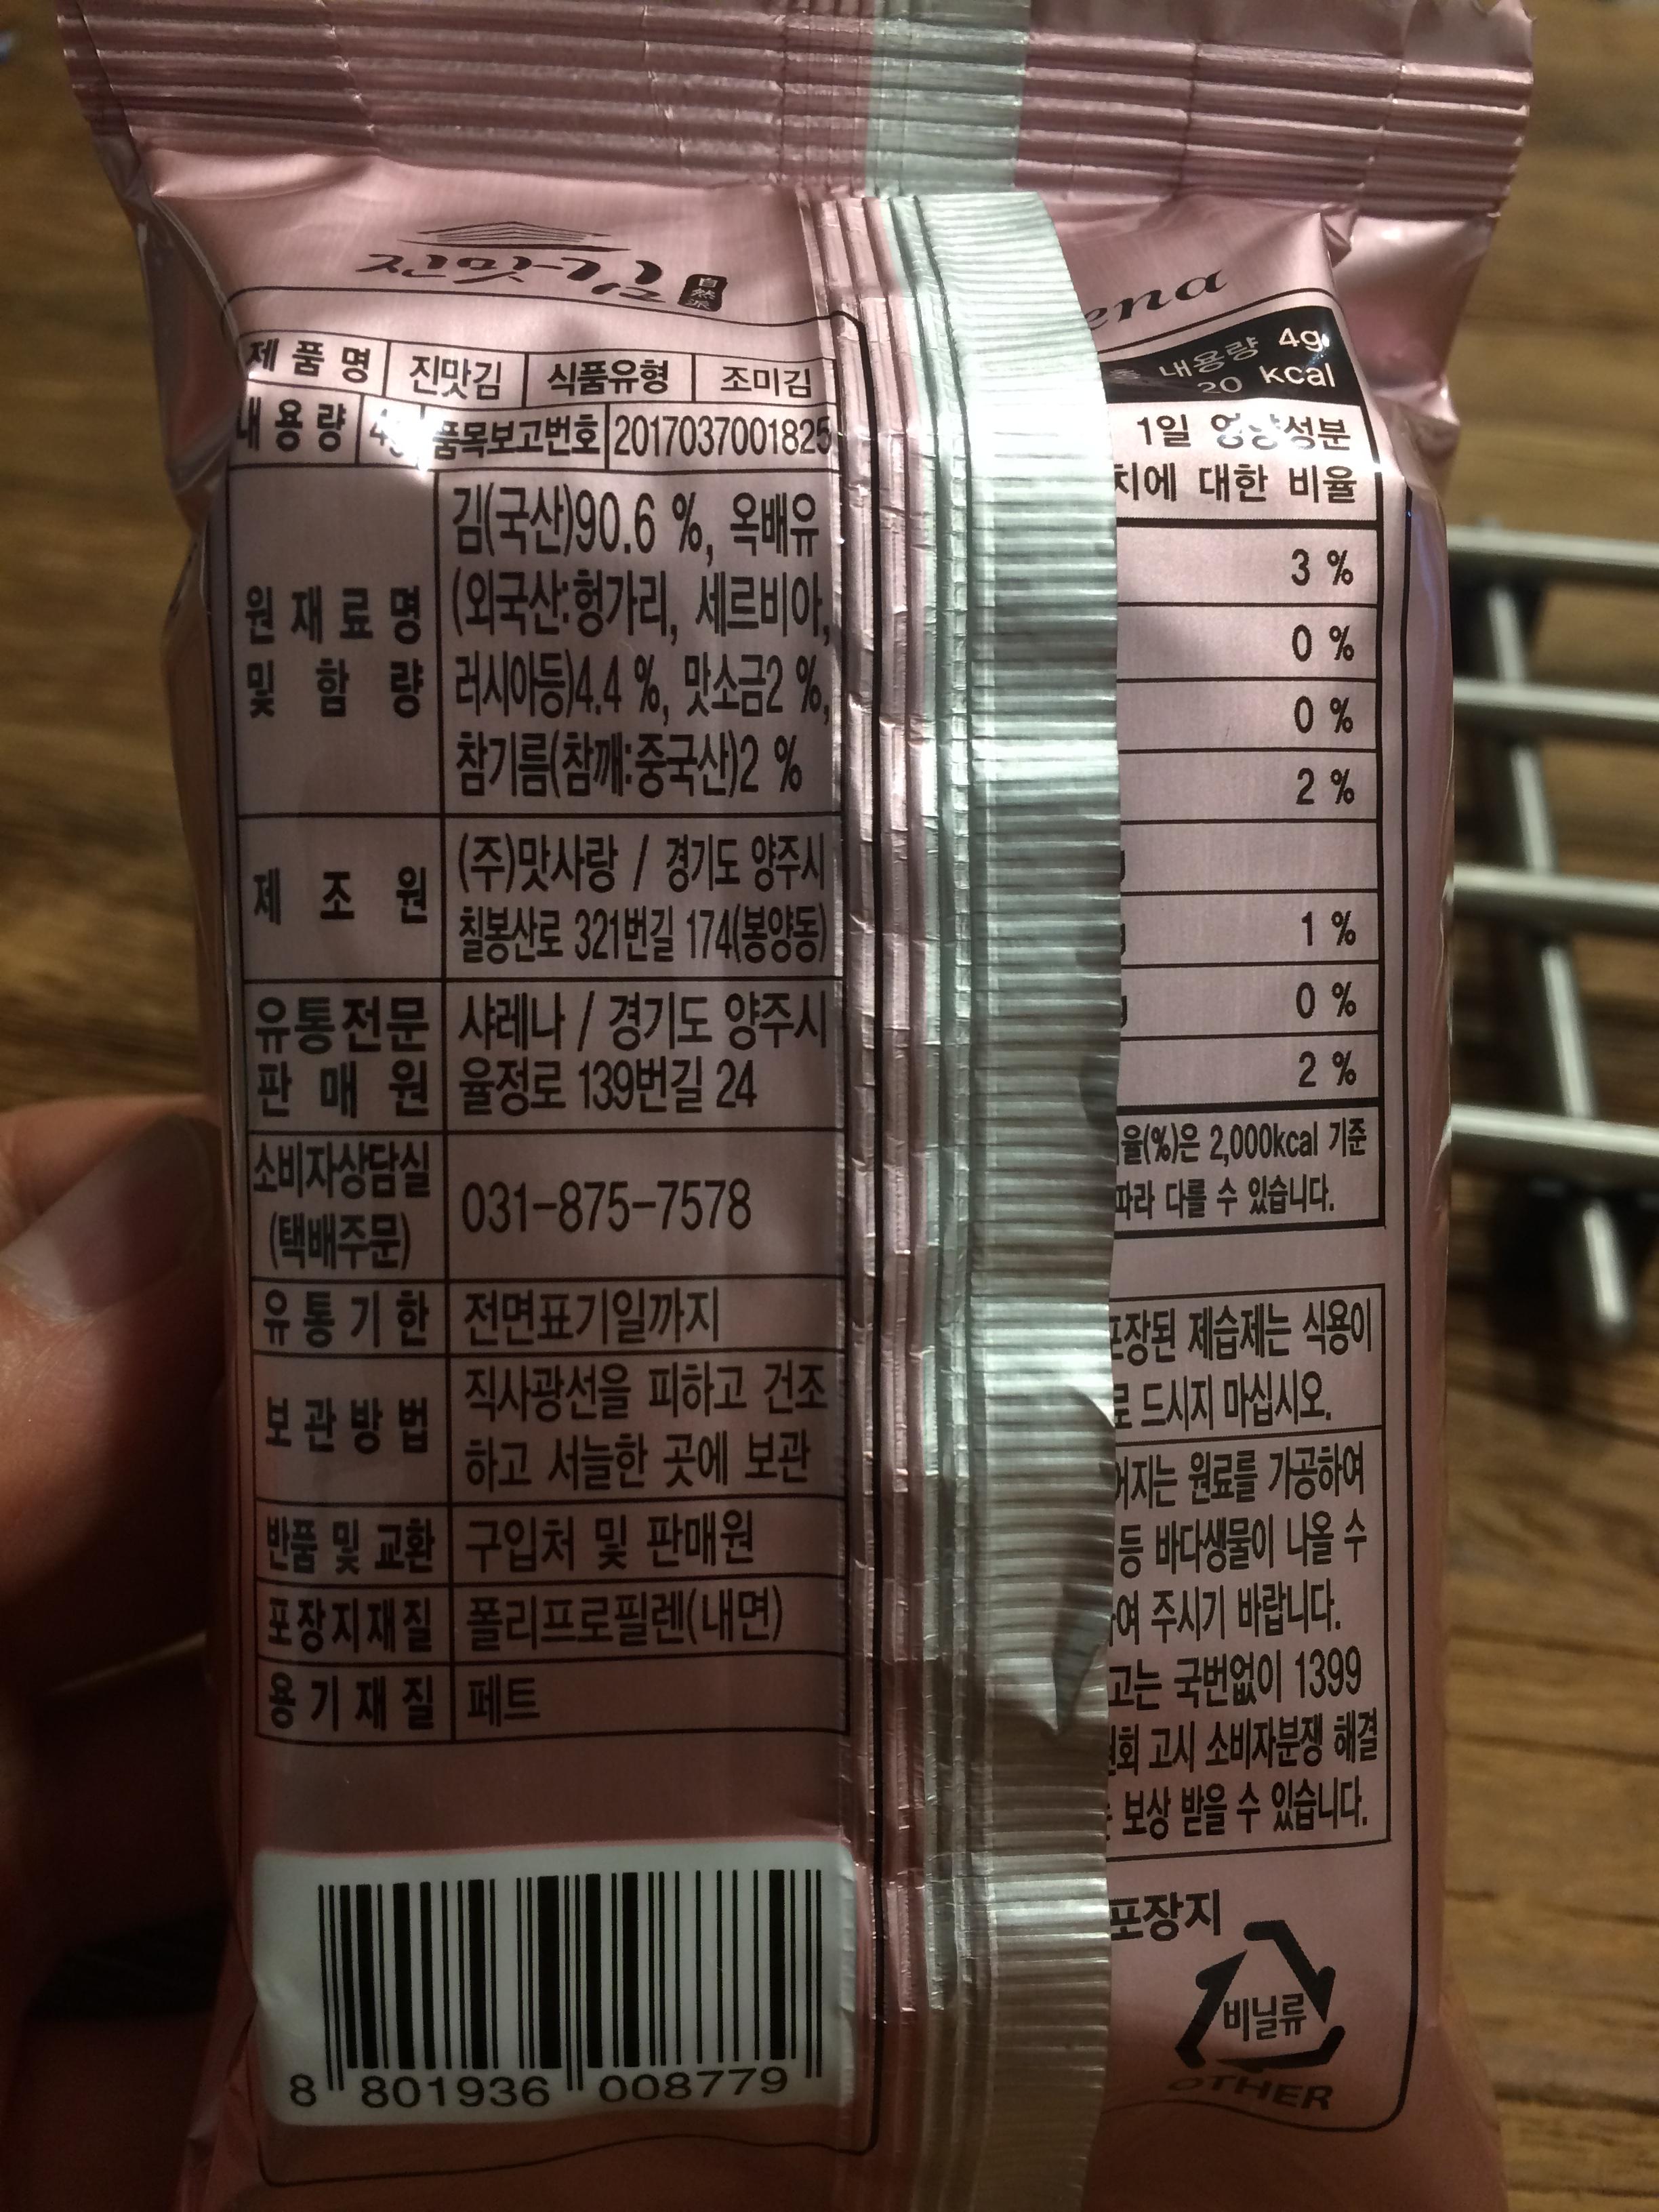 진맛김 自然派
제품명 진맛김 식품유형 조미김
내용량 4g 품목보고번호 2017037001825
원재료명 및 함량
김(국산)90.6 %, 옥배유
(외국산:헝가리, 세르비아,
러시아등)4.4 %, 맛소금2 %,
참기름(참깨:중국산)2 %
제조원
(주)맛사랑 / 경기도 양주시
칠봉산로 321번길 174(봉양동)
유통전문 샤레나 / 경기도 양주시
판매원 율정로 139번길 24
소비자상담실
(택배주문)
031-875-7578
유통기한 전면표기일까지
보관방법
직사광선을 피하고 건조
하고 서늘한 곳에 보관
반품 및 교환 구입처 및 판매원
포장지재질 폴리프로필렌(내면)
용기재질 페트
8 801936 008779
ena
내용량 4g
20 kcal
1일 영양성분
치에 대한 비율
3 %
0 %
0 %
2 %
1 %
0 %
2 %
율(%)은 2,000kcal 기준
따라 다를 수 있습니다.
포장된 제습제는 식용이
로 드시지 마십시오.
어지는 원료를 가공하여
등 바다생물이 나올 수
여 주시기 바랍니다.
고는 국번없이 1399
회 고시 소비자분쟁 해결
보상 받을 수 있습니다.
포장지
비닐류
OTHER